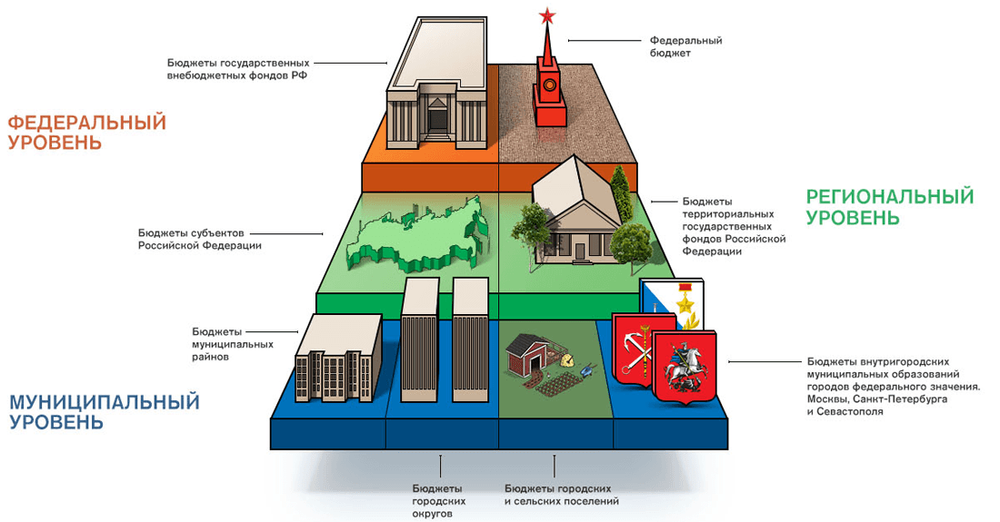 Федеральный
бюджет
Бюджеты государственных
внебюджетных фондов РФ
ФЕДЕРАЛЬНЫЙ
УРОВЕНЬ
РЕГИОНАЛЬНЫЙ
УРОВЕНЬ
Бюджеты
территориальных
государственных
фондов Российской
Федерации
Бюджеты субъектов
Российской Федерации
Бюджеты
муниципальных
райнов
Бюджеты внутригородских
муниципальных образований
городов федерального значения.
Москвы, Санкт-Петербурга
и Севастополя
МУНИЦИПАЛЬНЫЙ
УРОВЕНЬ
Бюджеты
городских
округов
Бюджеты городских
и сельских поселений